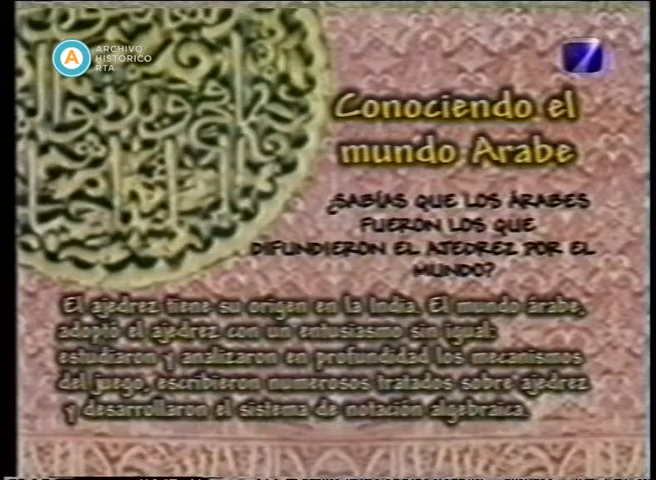 ARCHIVO
HISTÓRICO
RTA
7
Conociendo el
mundo Arabe
¿SABÍAS QUE LOS ÁRABES
FUERON LOS QUE
DIFUNDIERON EL AJEDREZ POR EL
MUNDO?
El ajedrez tiene su origen en la India. El mundo árabe,
adoptó el ajedrez con un entusiasmo sin igual:
estudiaron y analizaron en profundidad los mecanismos
del juego, escribieron numerosos tratados sobre ajedrez
y desarrollaron el sistema de notación algebraica.